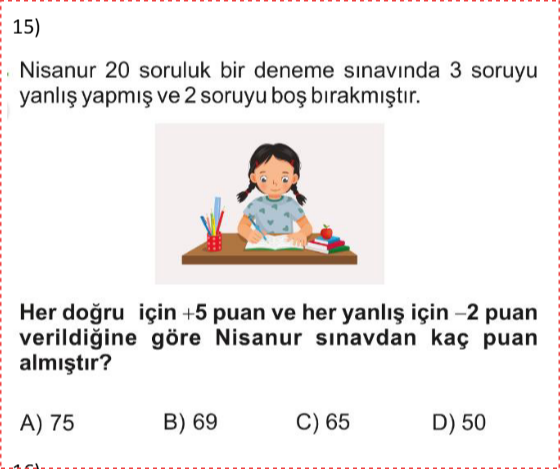 15)
Nisanur 20 soruluk bir deneme sınavında 3 soruyu
yanlış yapmış ve 2 soruyu boş bırakmıştır.
Her doğru için +5 puan ve her yanlış için –2 puan
verildiğine göre Nisanur sınavdan kaç puan
almıştır?
A) 75 B) 69 C) 65 D) 50